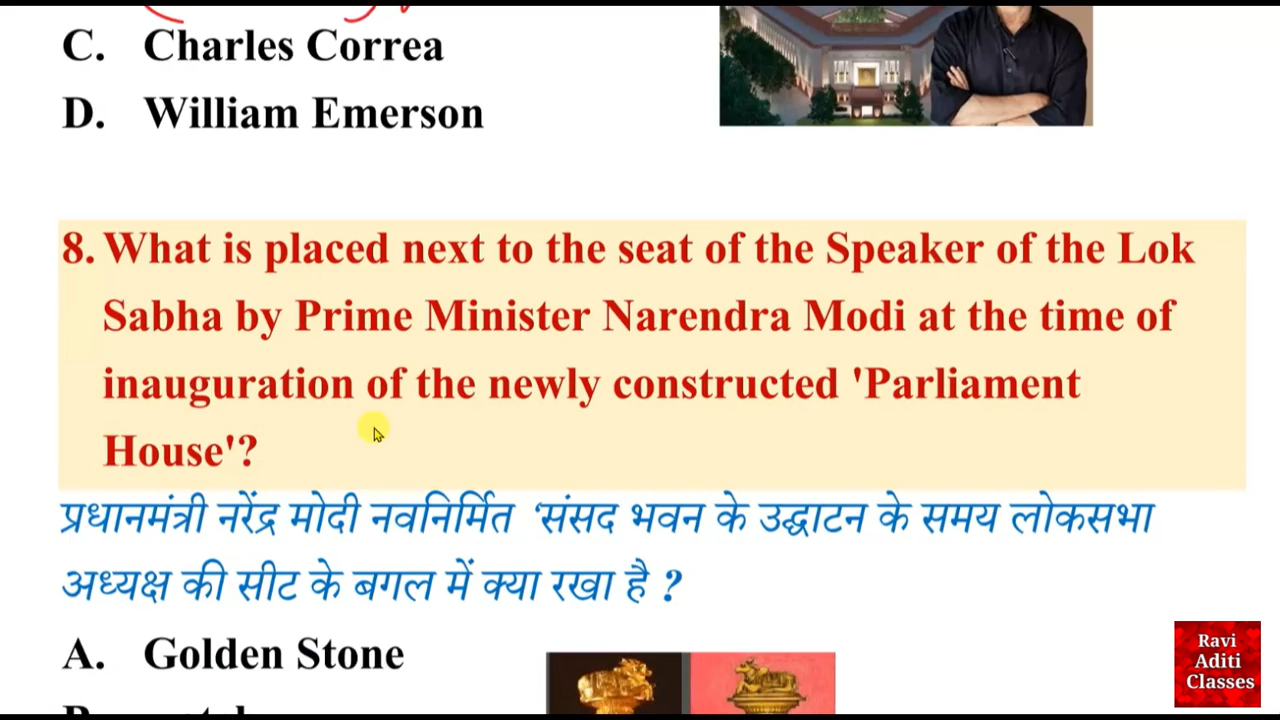 C. Charles Correa
D. William Emerson
8. What is placed next to the seat of the Speaker of the Lok
Sabha by Prime Minister Narendra Modi at the time of
inauguration of the newly constructed 'Parliament
House'?
प्रधानमंत्री नरेंद्र मोदी नवनिर्मित ‘संसद भवन के उद्घाटन के समय लोकसभा
अध्यक्ष की सीट के बगल में क्या रखा है ?
A. Golden Stone
Ravi
Aditi
Classes